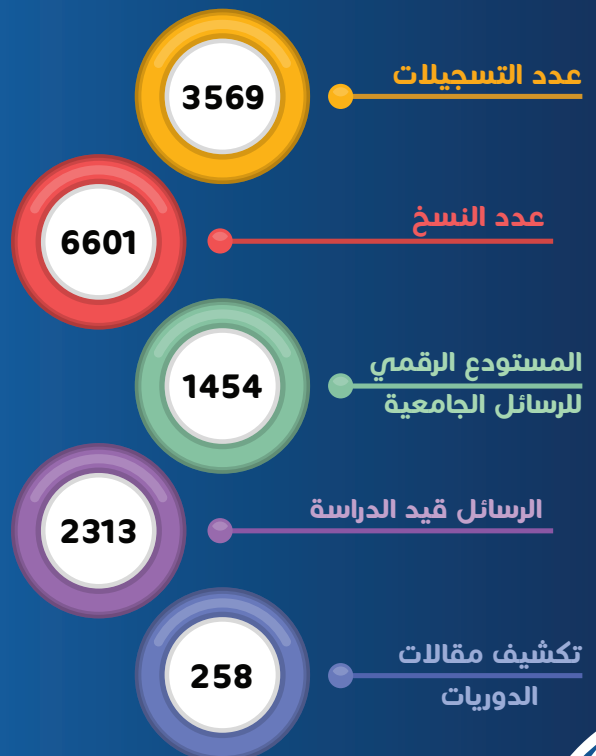 عدد التسجيلات
3569
عدد النسخ
6601
المستودع الرقمي
للرسائل الجامعية
1454
الرسائل قيد الدراسة
2313
تكشيف مقالات
الدوريات
258